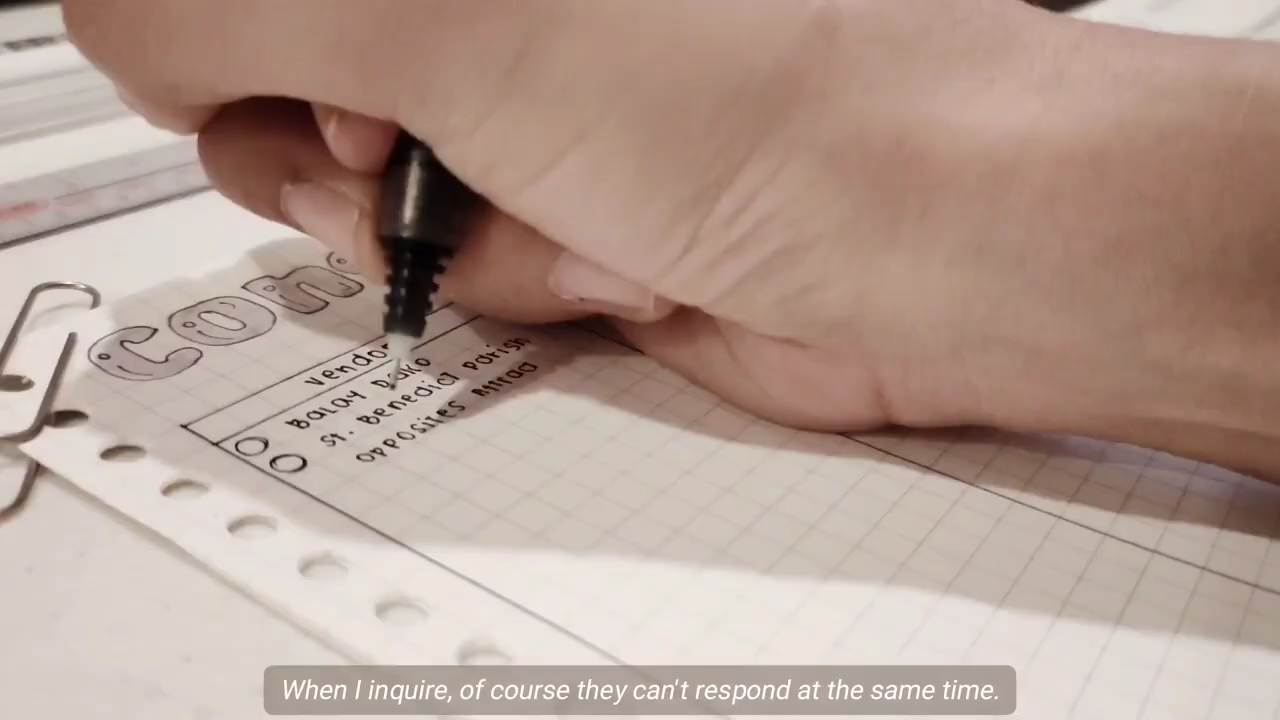 Con
Vendor
BALAY DAKO
St. Benedict Parish
Opposites Attrac
When I inquire, of course they can't respond at the same time.